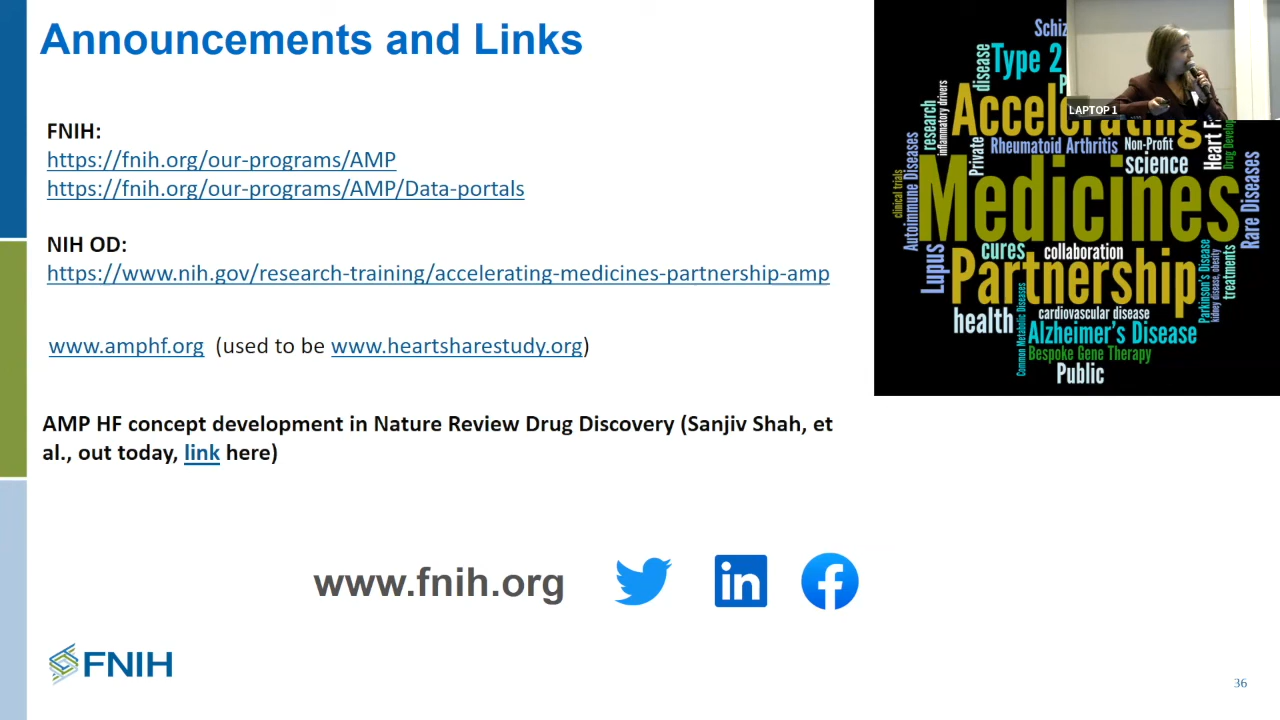 Announcements and Links
FNIH:
https://fnih.org/our-programs/AMP
https://fnih.org/our-programs/AMP/Data-portals
NIH OD:
https://www.nih.gov/research-training/accelerating-medicines-partnership-amp
www.amphf.org (used to be www.heartsharestudy.org)
AMP HF concept development in Nature Review Drug Discovery (Sanjiv Shah, et
al., out today, link here)
www.fnih.org
in
f
FNIH
36
LAPTOP 1
Schiz
disease
Type 2
P
research
inflammatory drivers
Accelerating
Private
Rheumatoid Arthritis
Non-Profit
science
Heart F
Drug Develop
clinical trials
Autoimmune Diseases
Medicines
Rare Diseases
Lupus
cures
collaboration
Partnership
Parkinson's Disease
kidney disease, obesity
treatments
health
Common Metabolic Diseases
cardiovascular disease
Alzheimer's Disease
Bespoke Gene Therapy
Public